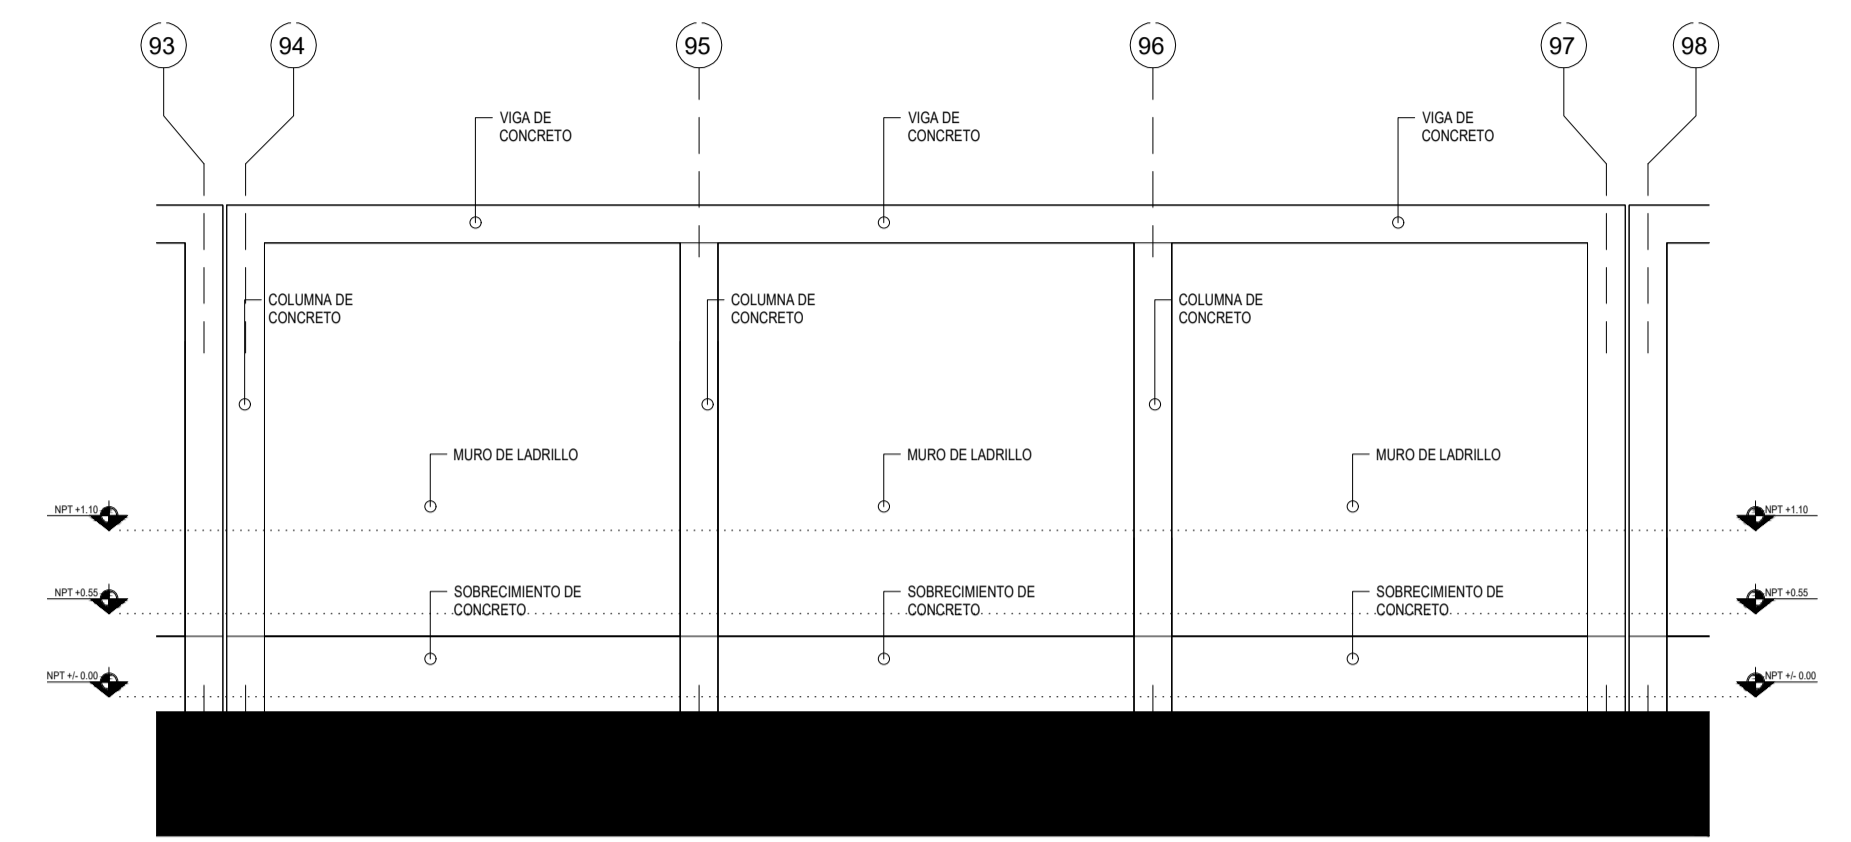 93
94
95
96
97
98
VIGA DE
CONCRETO
VIGA DE
CONCRETO
VIGA DE
CONCRETO
COLUMNA DE
CONCRETO
COLUMNA DE
CONCRETO
COLUMNA DE
CONCRETO
MURO DE LADRILLO
MURO DE LADRILLO
MURO DE LADRILLO
NPT +1.10
NPT +1.10
SOBRECIMIENTO DE
CONCRETO
SOBRECIMIENTO DE
CONCRETO
SOBRECIMIENTO DE
CONCRETO
NPT +0.55
NPT +0.55
NPT +/- 0.00
NPT +/- 0.00